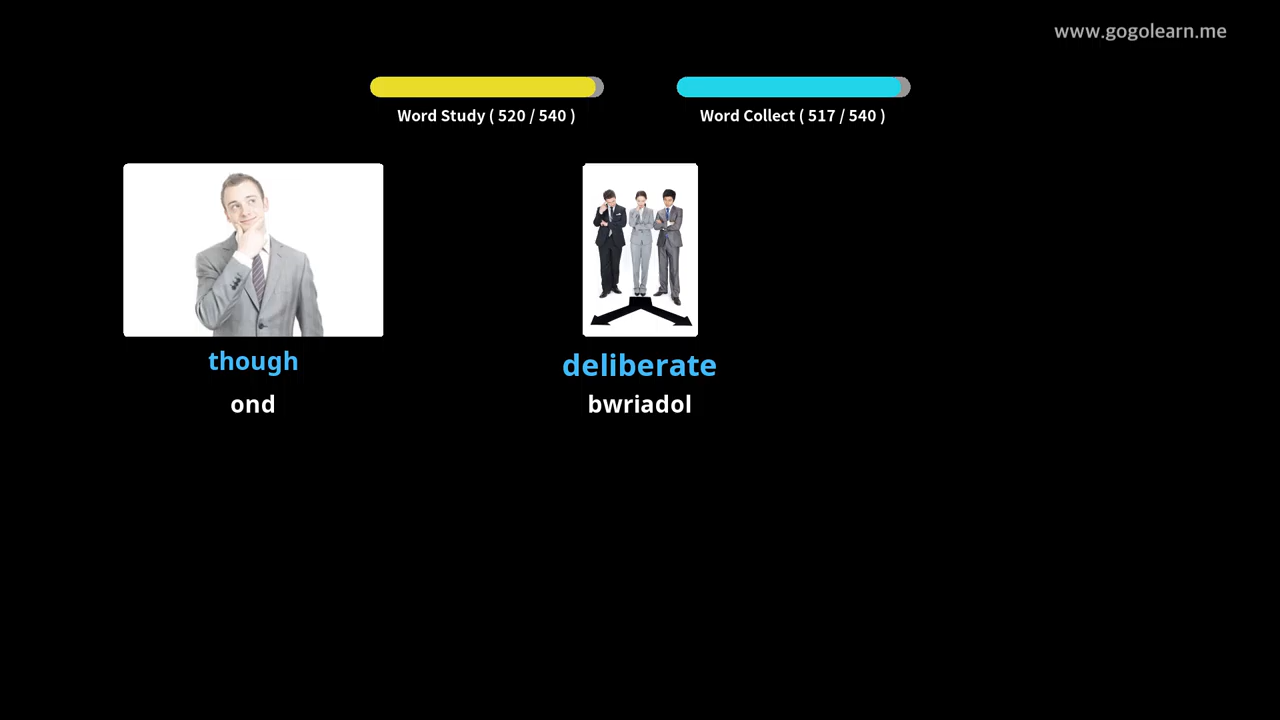 www.gogolearn.me
Word Study ( 520 / 540 )
Word Collect ( 517 / 540 )
though
deliberate
ond
bwriadol